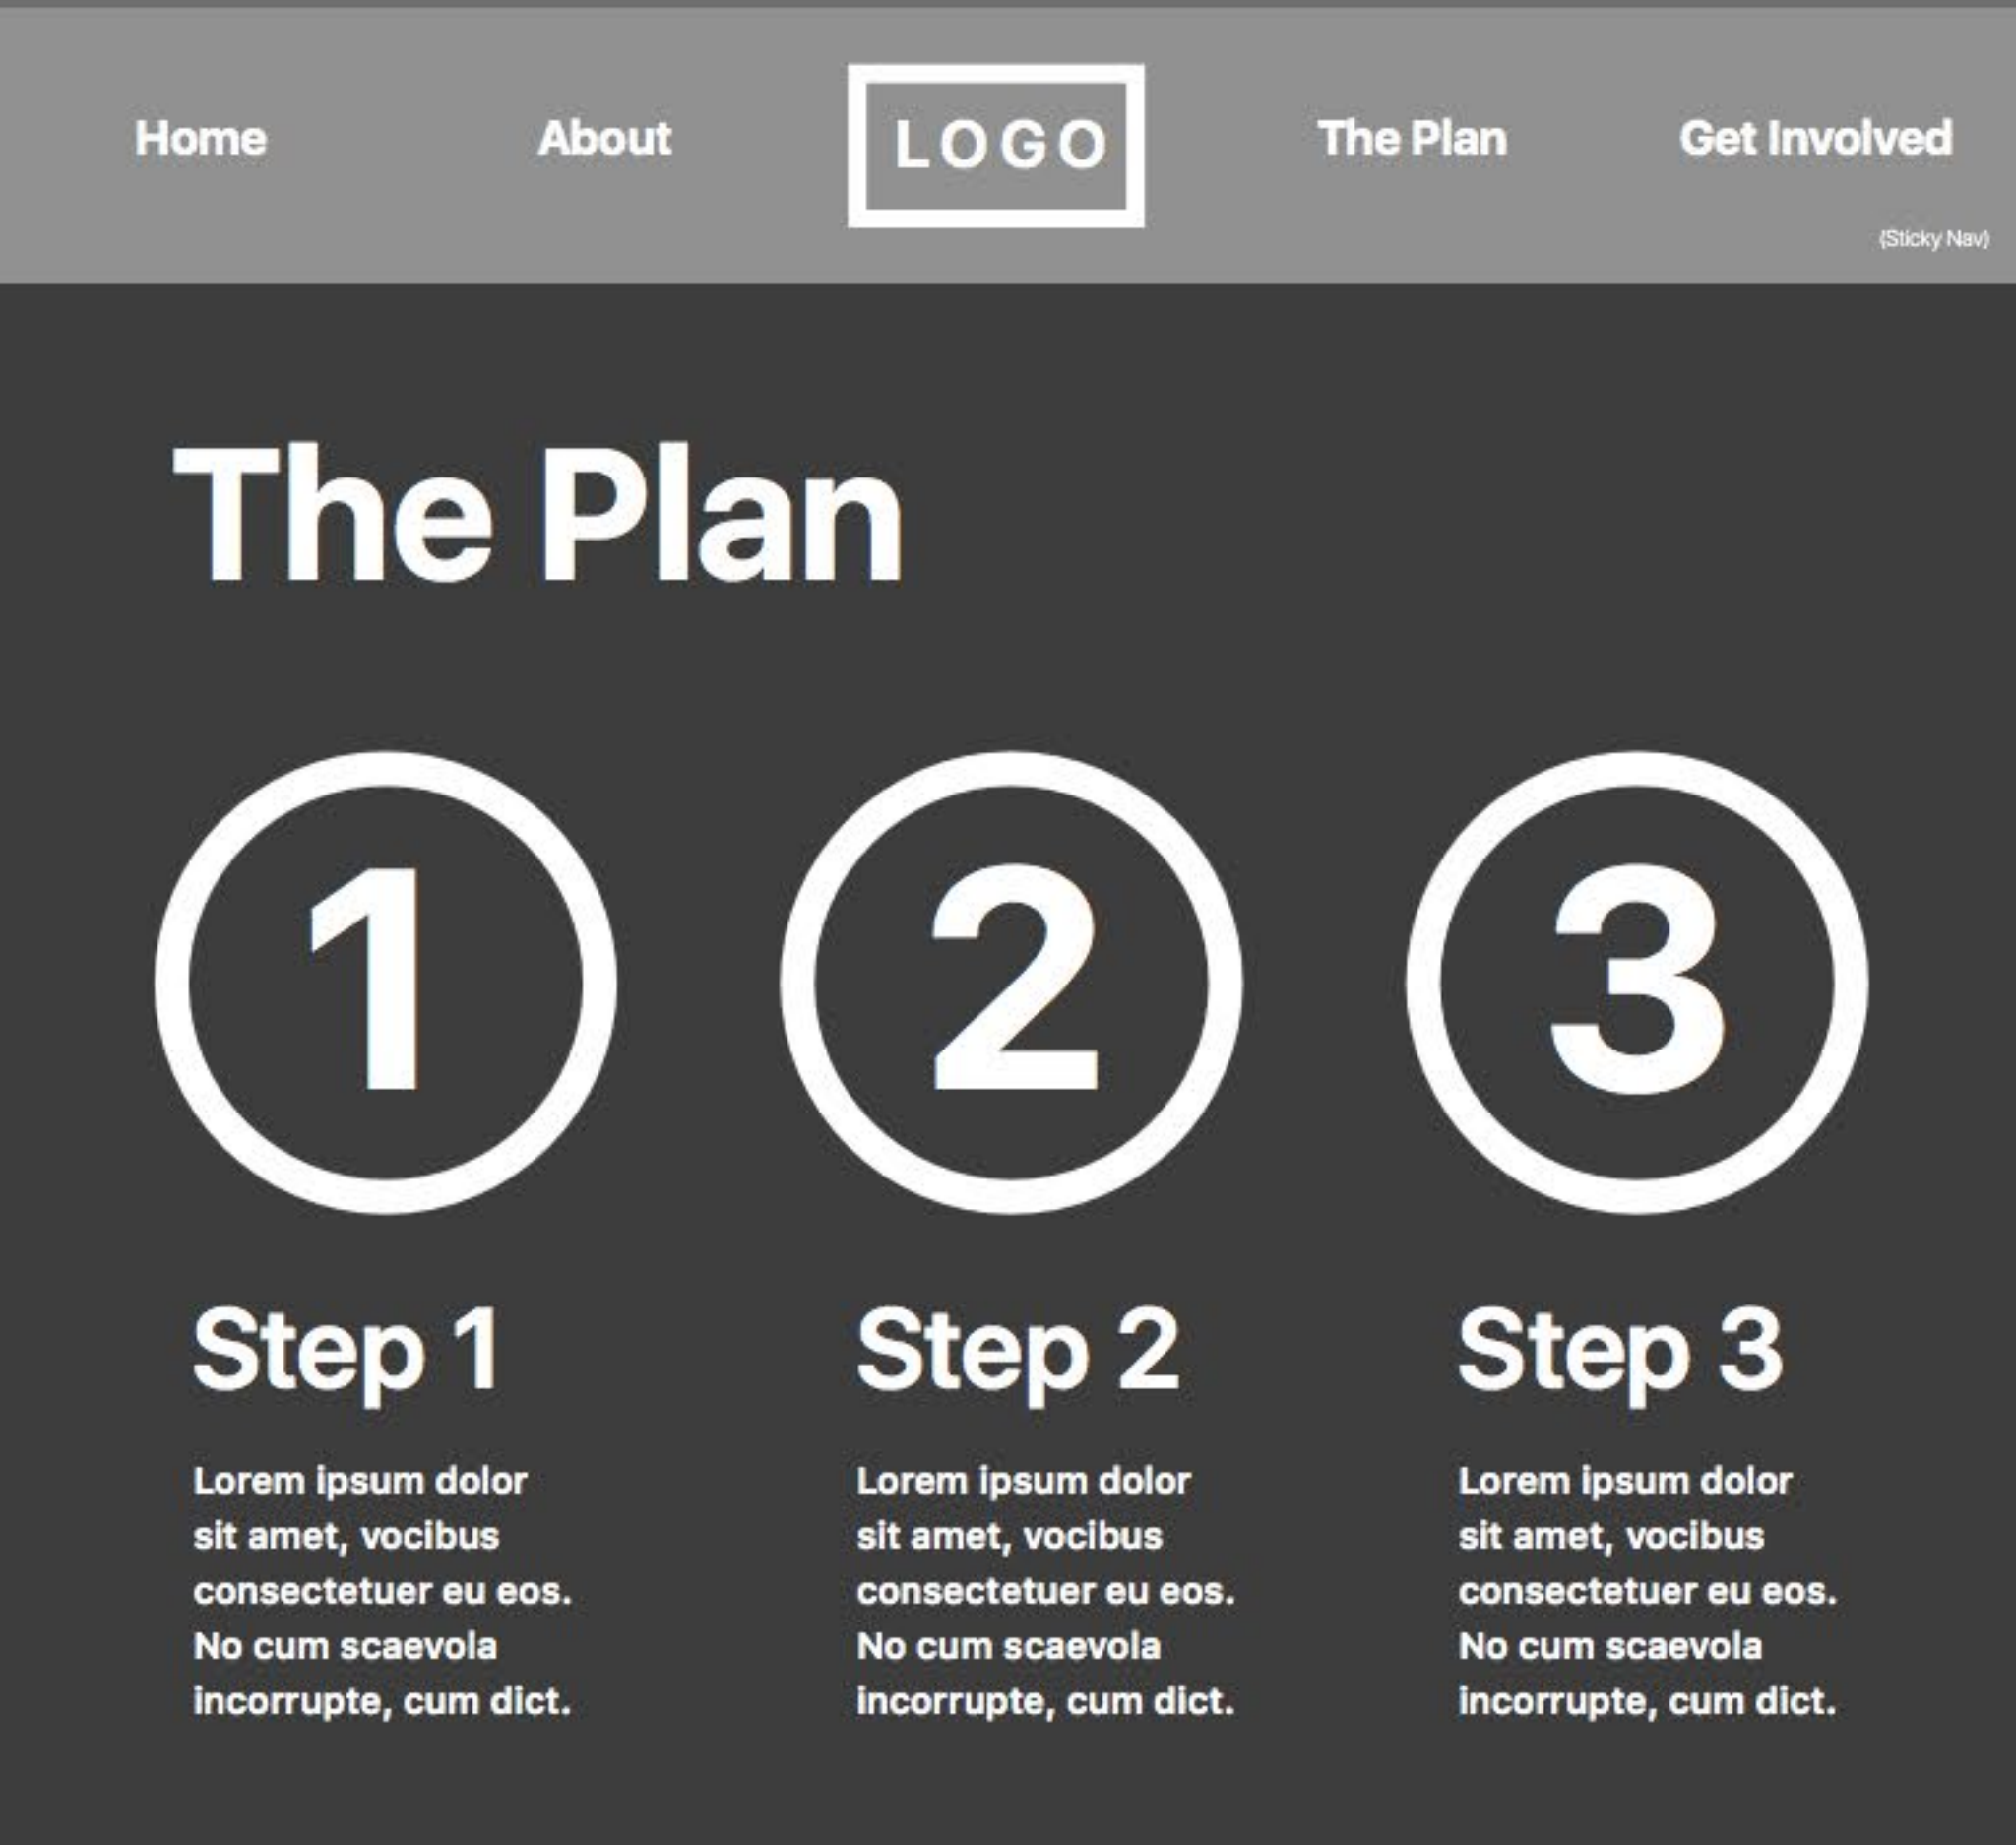 Home About LOGO The Plan Get Involved
(Sticky Nav)
The Plan
1 2 3
Step 1
Lorem ipsum dolor
sit amet, vocibus
consectetuer eu eos.
No cum scaevola
incorrupte, cum dict.
Step 2
Lorem ipsum dolor
sit amet, vocibus
consectetuer eu eos.
No cum scaevola
incorrupte, cum dict.
Step 3
Lorem ipsum dolor
sit amet, vocibus
consectetuer eu eos.
No cum scaevola
incorrupte, cum dict.